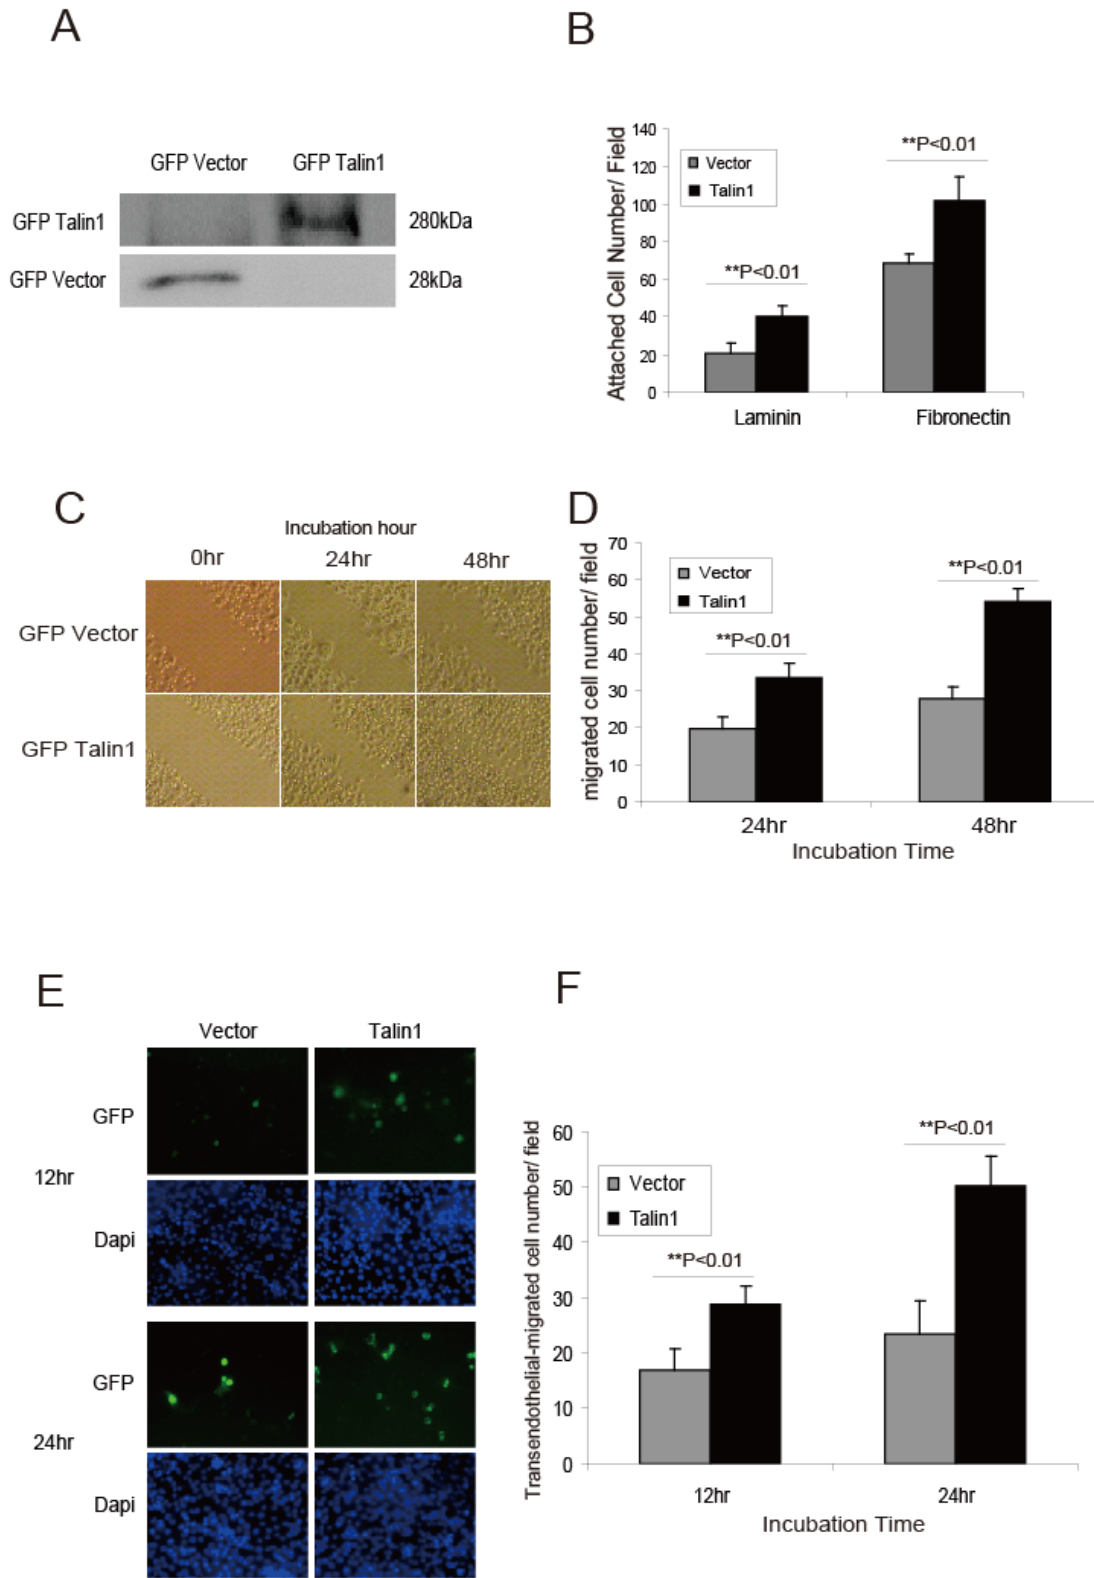 A
GFP Vector GFP Talin1
GFP Talin1 280kDa
GFP Vector 28kDa
B
Attached Cell Number/ Field
140
120
100
80
60
40
20
0
Vector
Talin1
**P<0.01
**P<0.01
Laminin Fibronectin
C
Incubation hour
0hr 24hr 48hr
GFP Vector
GFP Talin1
D
migrated cell number/ field
70
60
50
40
30
20
10
0
Vector
Talin1
**P<0.01
**P<0.01
24hr 48hr
Incubation Time
E
Vector Talin1
GFP
12hr
Dapi
GFP
24hr
Dapi
F
Transendothelial-migrated cell number/ field
60
50
40
30
20
10
0
Vector
Talin1
**P<0.01
**P<0.01
12hr 24hr
Incubation Time